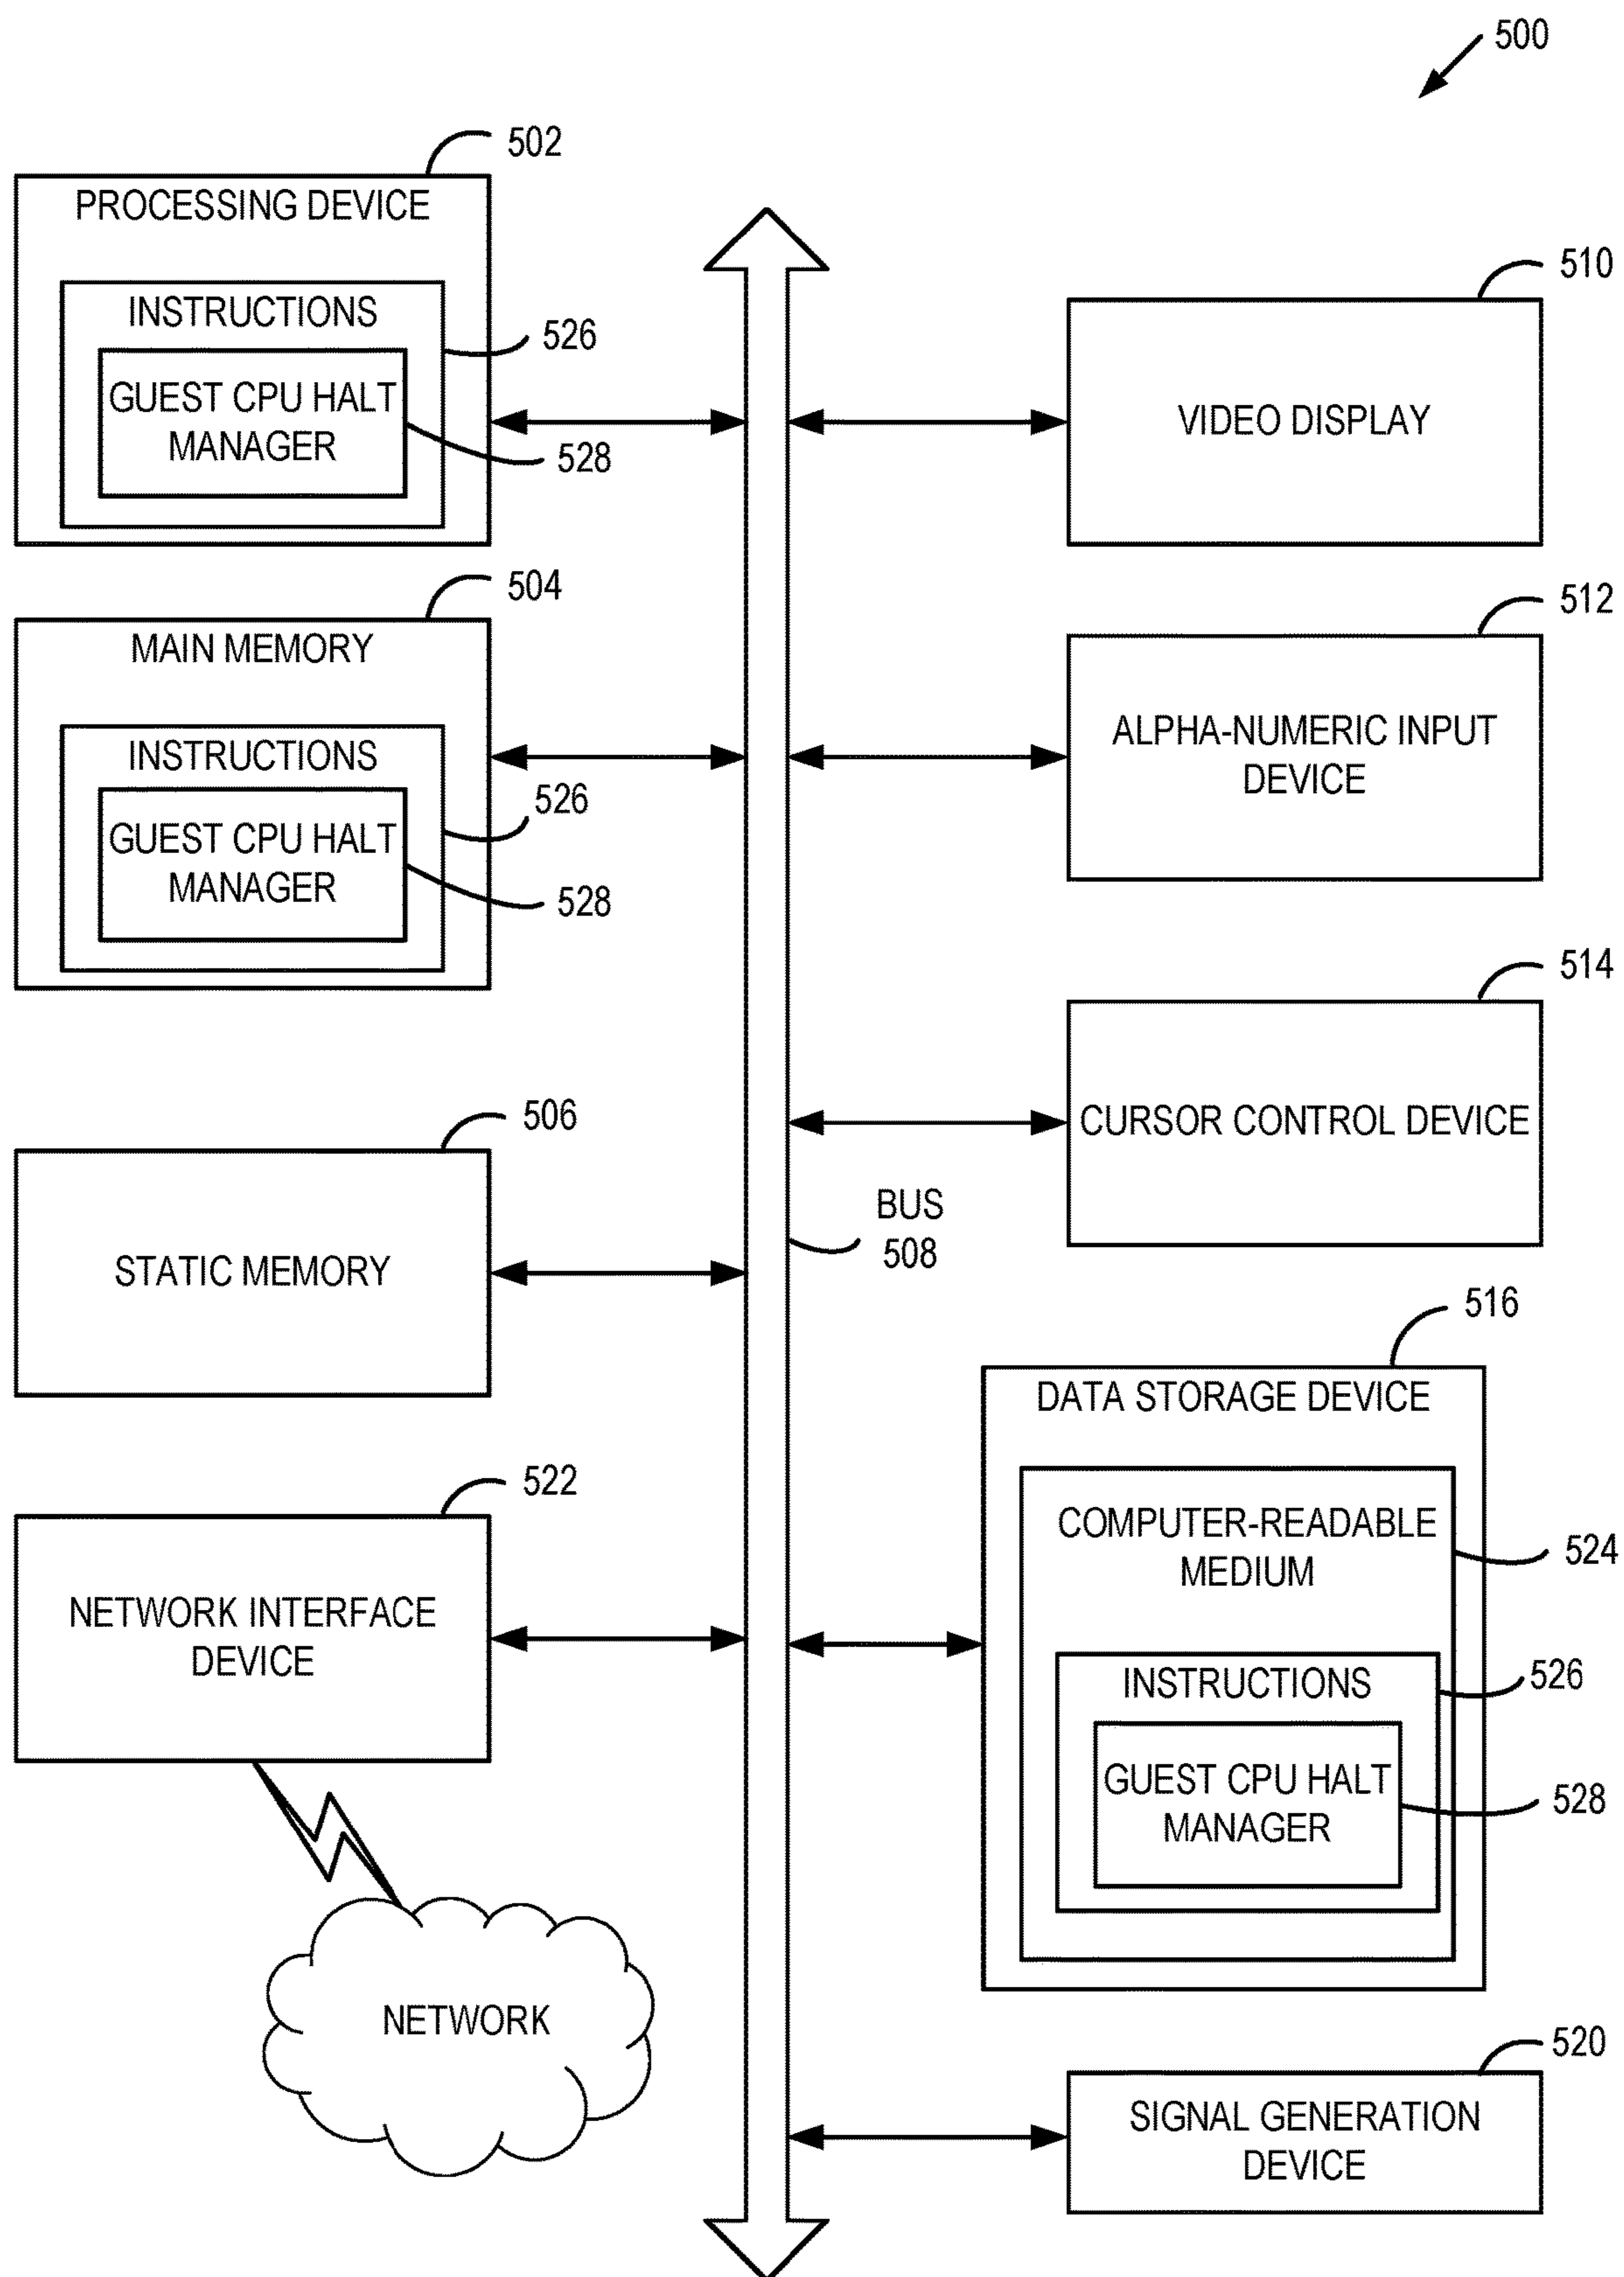 500
502
PROCESSING DEVICE
INSTRUCTIONS
526
GUEST CPU HALT
MANAGER
528
504
MAIN MEMORY
INSTRUCTIONS
526
GUEST CPU HALT
MANAGER
528
506
STATIC MEMORY
522
NETWORK INTERFACE
DEVICE
NETWORK
BUS
508
510
VIDEO DISPLAY
512
ALPHA-NUMERIC INPUT
DEVICE
514
CURSOR CONTROL DEVICE
516
DATA STORAGE DEVICE
COMPUTER-READABLE
MEDIUM
524
INSTRUCTIONS
526
GUEST CPU HALT
MANAGER
528
520
SIGNAL GENERATION
DEVICE